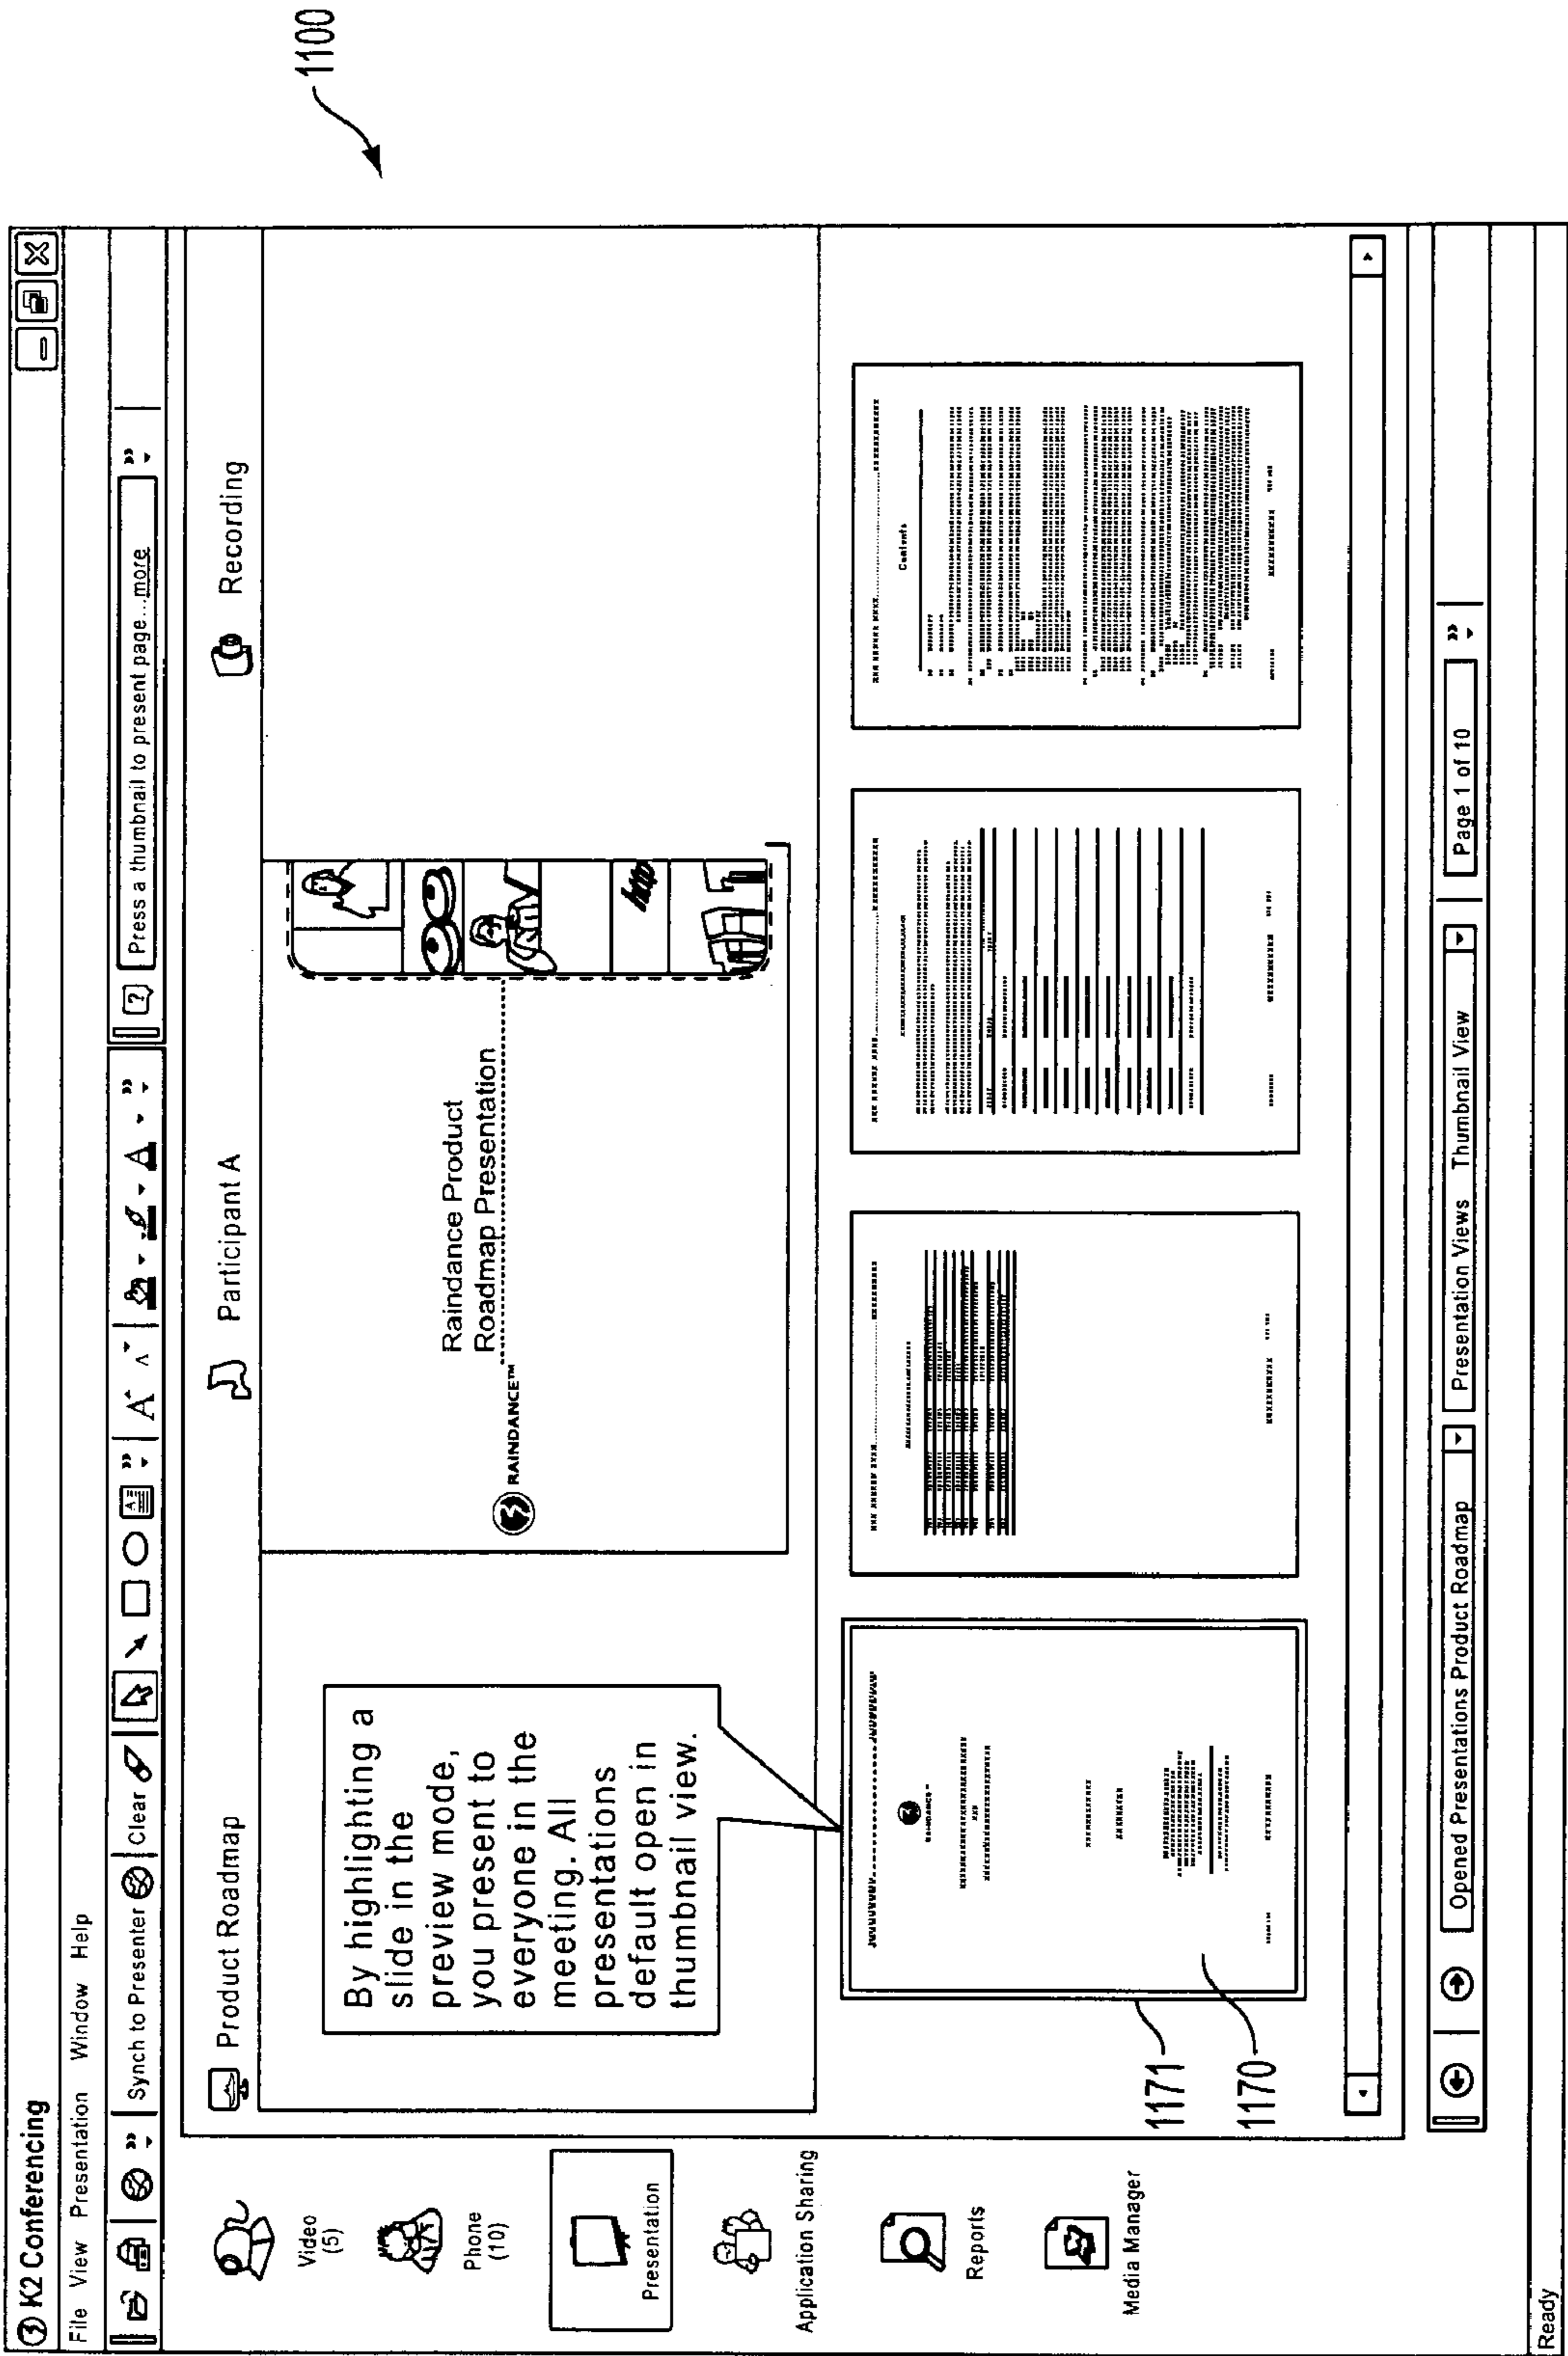 K2 Conferencing
File View Presentation Window Help
Synch to Presenter
Clear
Press a thumbnail to present page...more
Product Roadmap
Participant A
Recording
Video
(5)
Phone
(10)
Presentation
Application Sharing
Reports
Media Manager
By highlighting a
slide in the
preview mode,
you present to
everyone in the
meeting. All
presentations
default open in
thumbnail view.
RAINDANCE™
Raindance Product
Roadmap Presentation
http
RAINDANCE™
Contents
1171
1170
1100
Opened Presentations Product Roadmap
Presentation Views Thumbnail View
Page 1 of 10
Ready